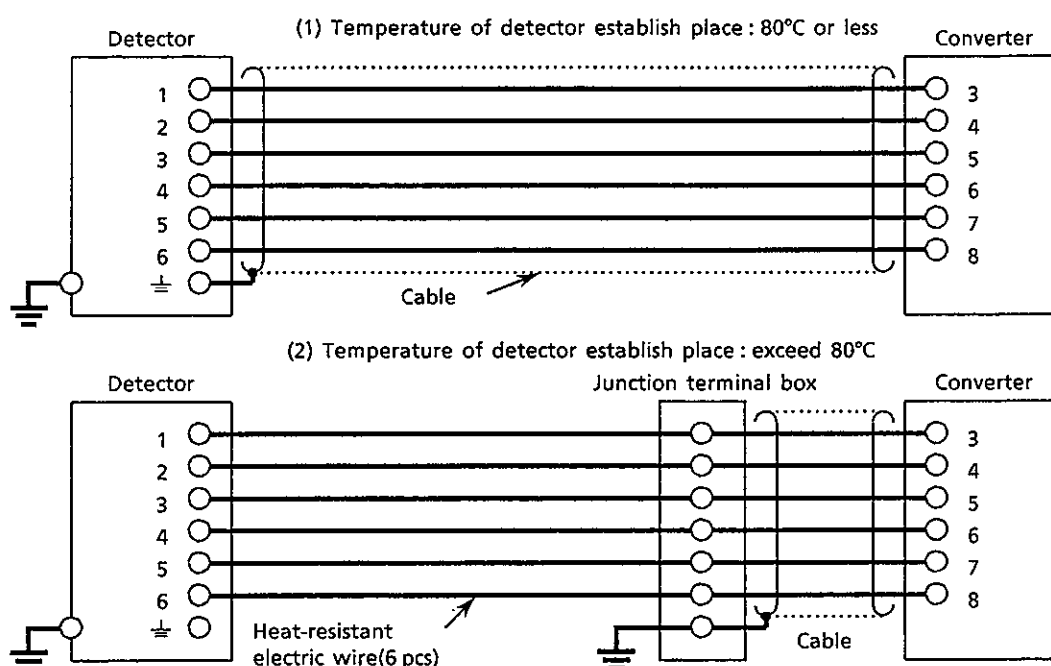 (1) Temperature of detector establish place : 80°C or less
Detector
Converter
1
2
3
4
5
6
3
4
5
6
7
8
Cable
(2) Temperature of detector establish place : exceed 80°C
Detector
Junction terminal box
Converter
1
2
3
4
5
6
3
4
5
6
7
8
Heat-resistant
electric wire(6 pcs)
Cable